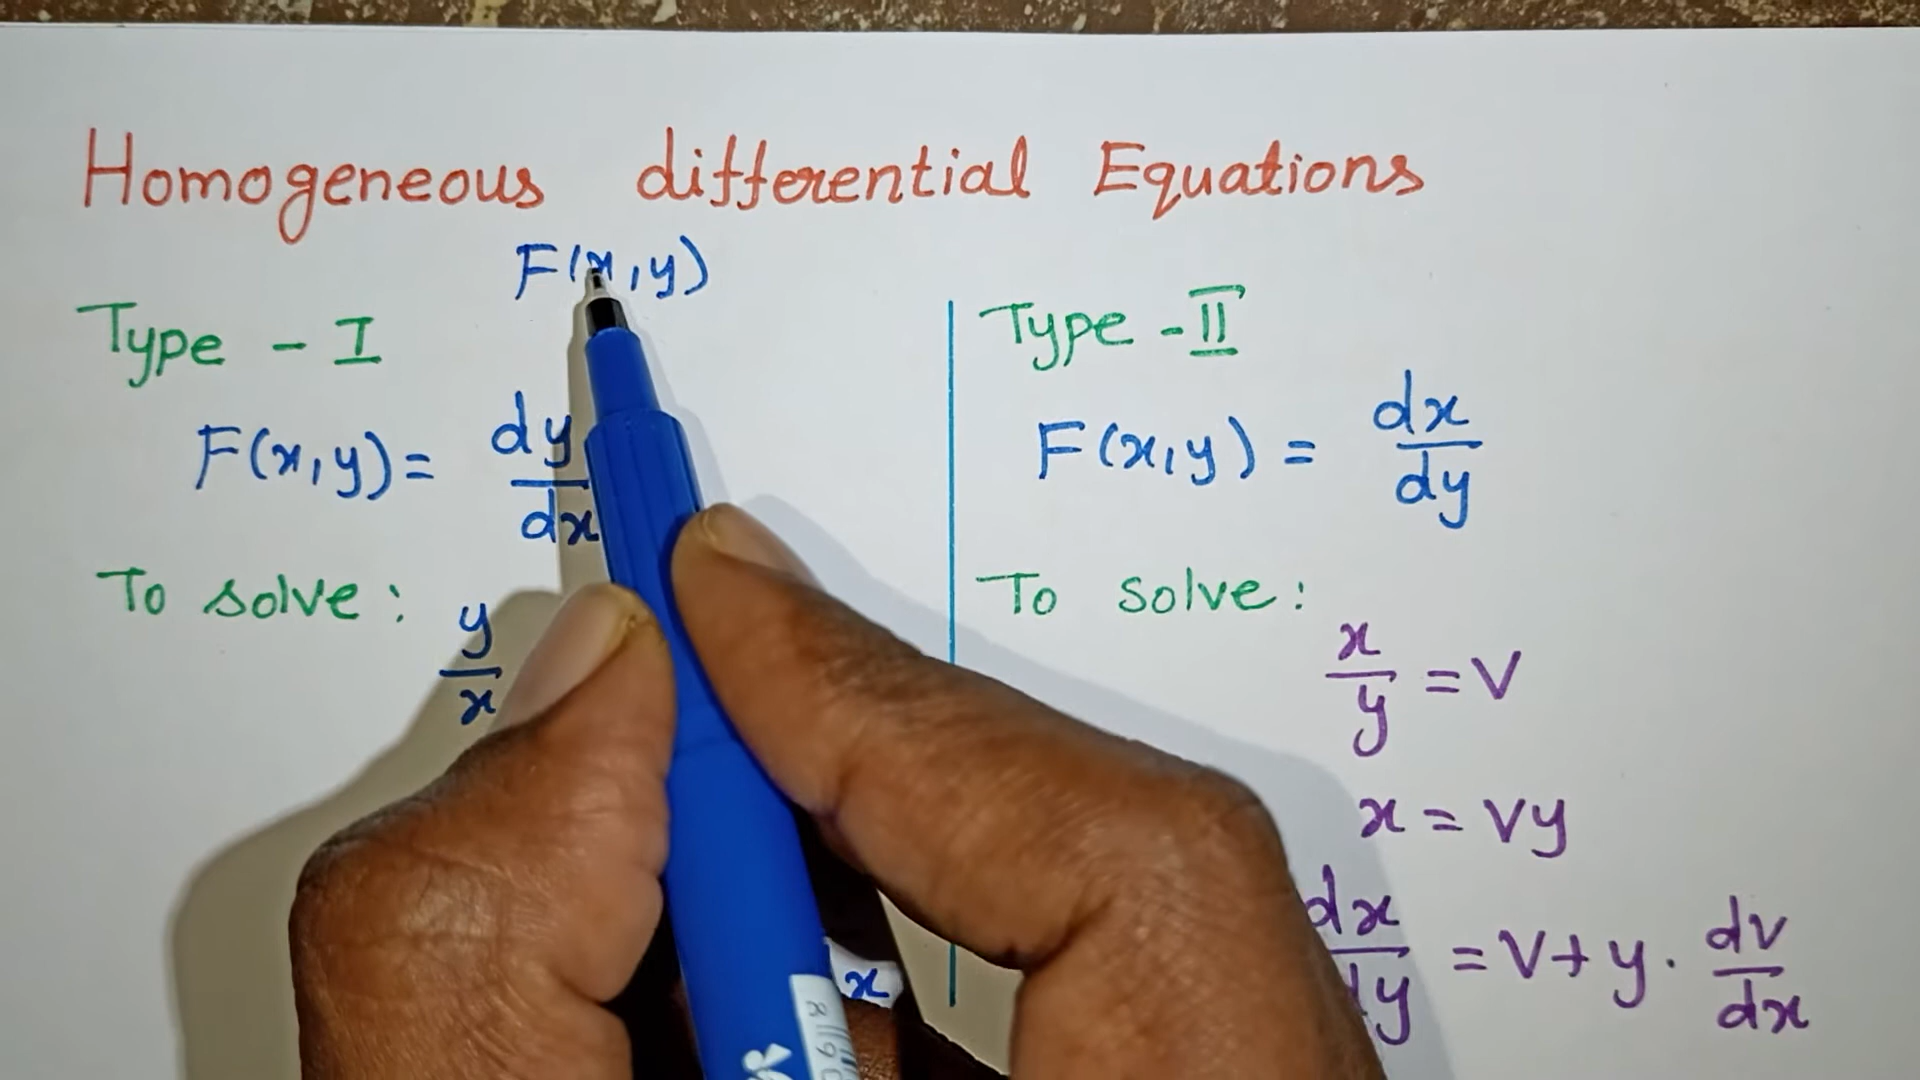 Homogeneous differential Equations
F(x,y)
Type - I
F(x,y) = dy/dx
To solve :
y/x
x
Type - II
F(x,y) = dx/dy
To solve :
x/y = V
x = Vy
dx/dy = V + y . dv/dx